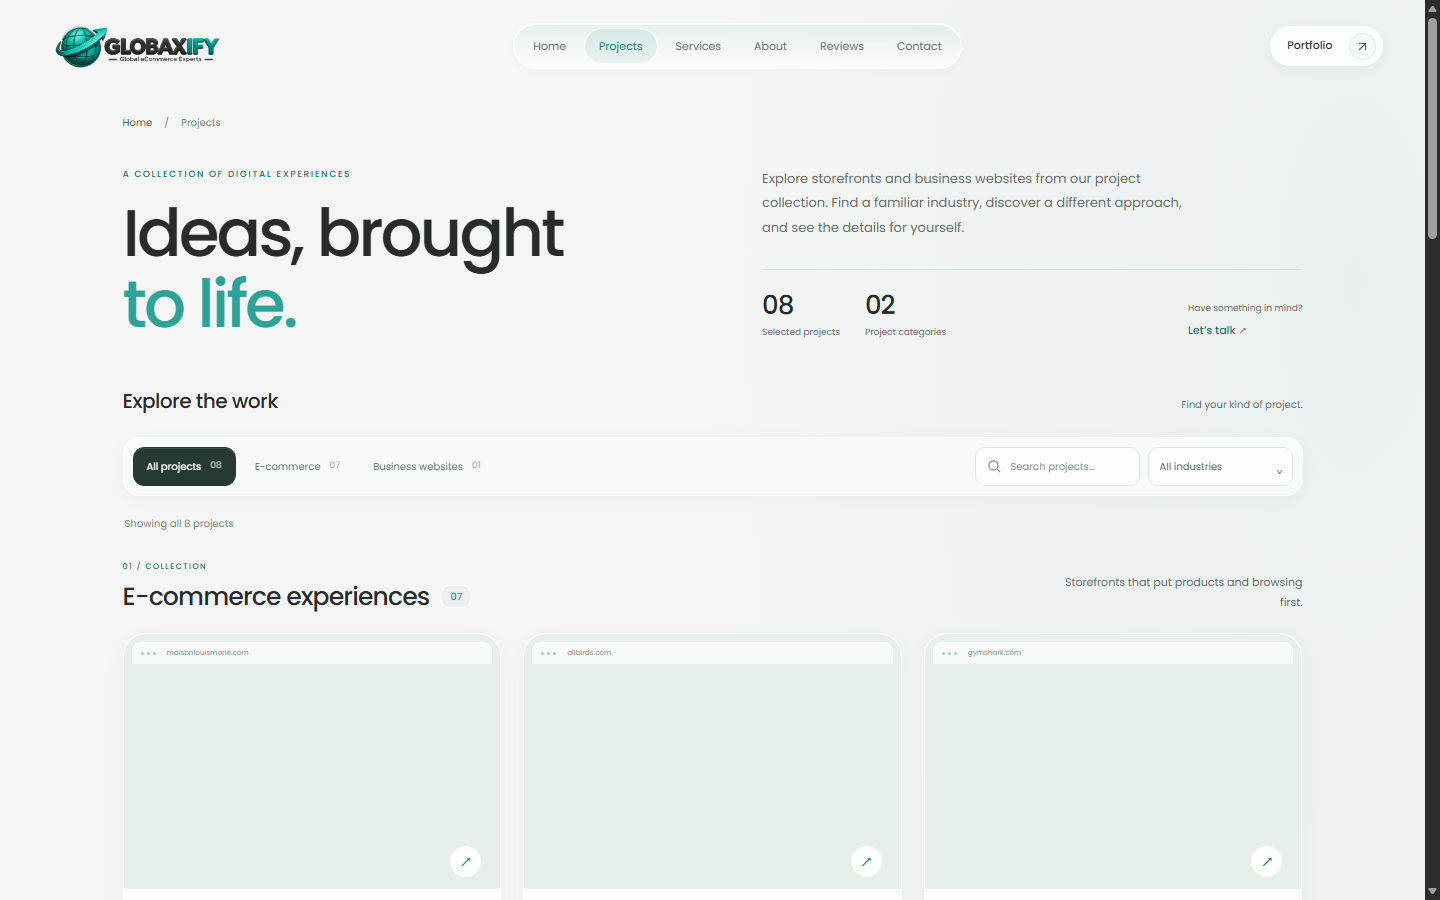 GLOBAXIFY
Global eCommerce Experts
Home
Projects
Services
About
Reviews
Contact
Portfolio
Home / Projects
A COLLECTION OF DIGITAL EXPERIENCES
Ideas, brought
to life.
Explore storefronts and business websites from our project
collection. Find a familiar industry, discover a different approach,
and see the details for yourself.
08
Selected projects
02
Project categories
Have something in mind?
Let's talk ↗
Explore the work
Find your kind of project.
All projects 08
E-commerce 07
Business websites 01
Search projects...
All industries
Showing all 8 projects
01 / COLLECTION
E-commerce experiences 07
Storefronts that put products and browsing
first.
maisonlouismarie.com
allbirds.com
gymshark.com